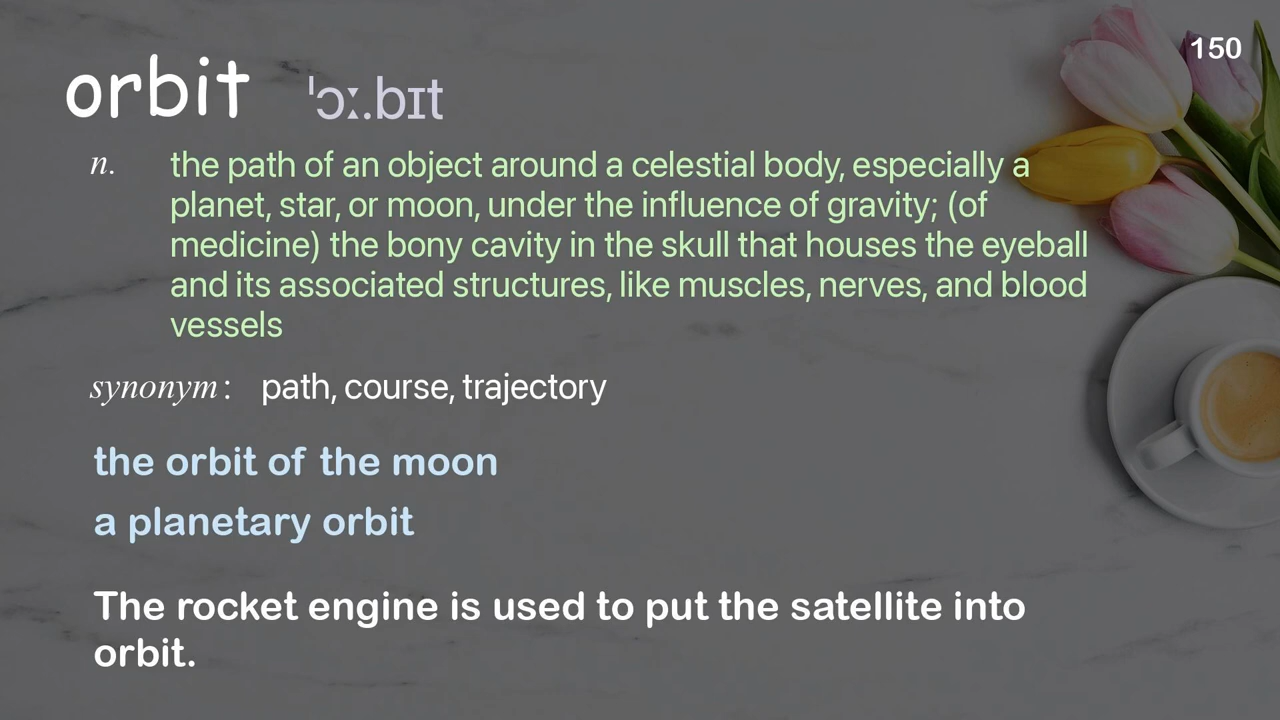 150
orbit ˈɔː.bɪt
n. the path of an object around a celestial body, especially a
planet, star, or moon, under the influence of gravity; (of
medicine) the bony cavity in the skull that houses the eyeball
and its associated structures, like muscles, nerves, and blood
vessels
synonym: path, course, trajectory
the orbit of the moon
a planetary orbit
The rocket engine is used to put the satellite into
orbit.